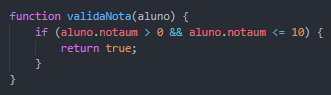 function validaNota(aluno) {
    if (aluno.notaum > 0 && aluno.notaum <= 10) {
        return true;
    }
}